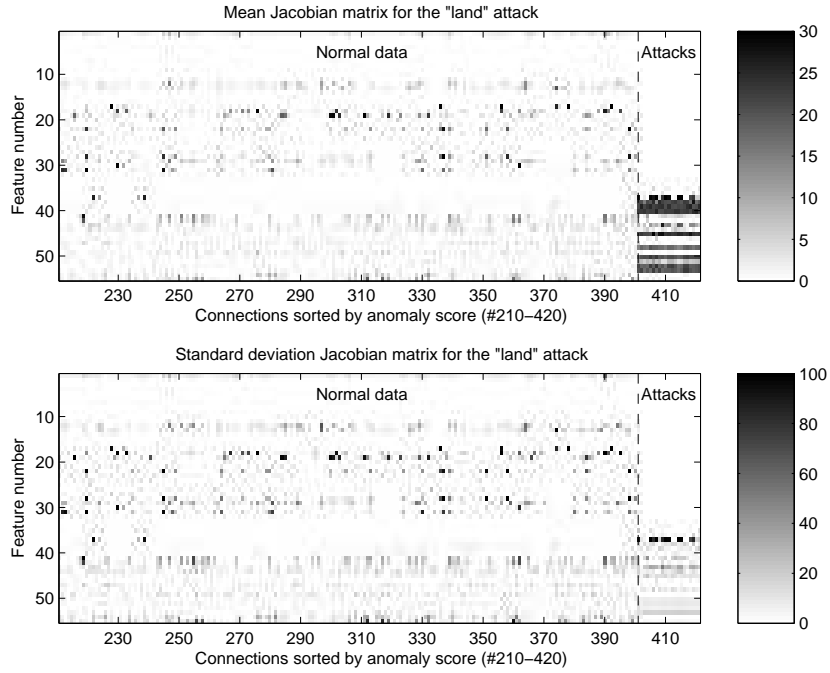 Mean Jacobian matrix for the "land" attack
Normal data
Attacks
Feature number
10
20
30
40
50
230 250 270 290 310 330 350 370 390 410
Connections sorted by anomaly score (#210–420)
30
25
20
15
10
5
0
Standard deviation Jacobian matrix for the "land" attack
Normal data
Attacks
Feature number
10
20
30
40
50
230 250 270 290 310 330 350 370 390 410
Connections sorted by anomaly score (#210–420)
100
80
60
40
20
0